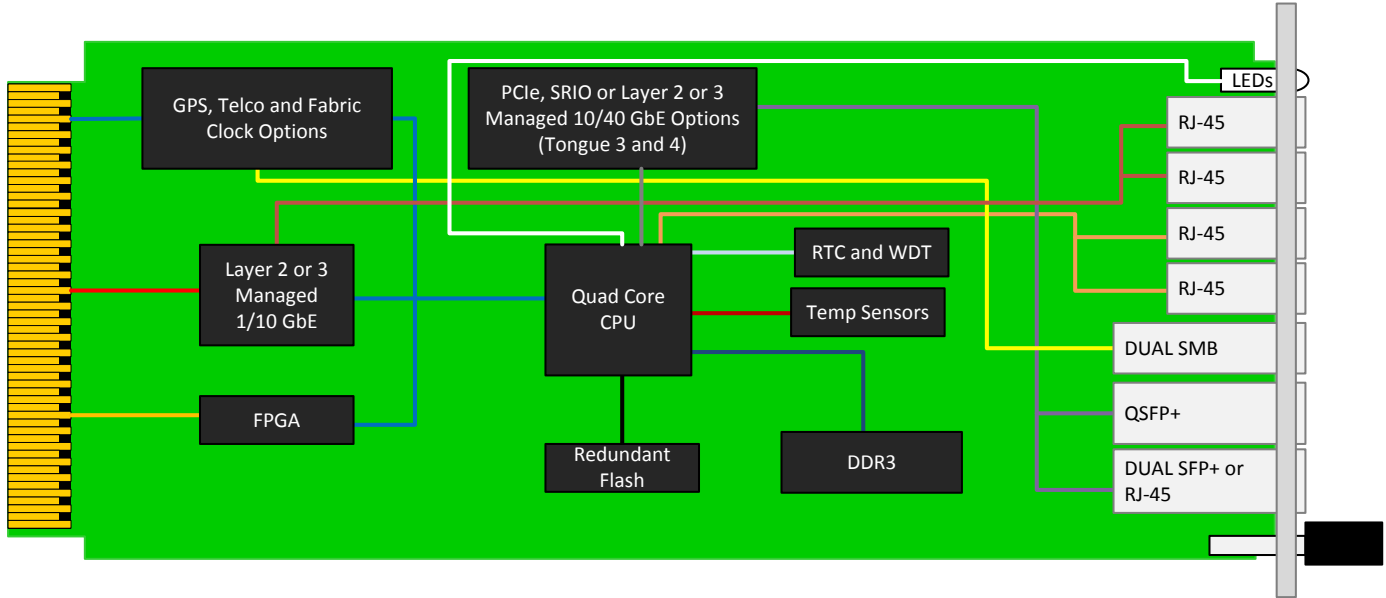 GPS, Telco and Fabric
Clock Options
PCIe, SRIO or Layer 2 or 3
Managed 10/40 GbE Options
(Tongue 3 and 4)
LEDs
RJ-45
RJ-45
RJ-45
RJ-45
Layer 2 or 3
Managed
1/10 GbE
Quad Core
CPU
RTC and WDT
Temp Sensors
DUAL SMB
FPGA
QSFP+
Redundant
Flash
DDR3
DUAL SFP+ or
RJ-45